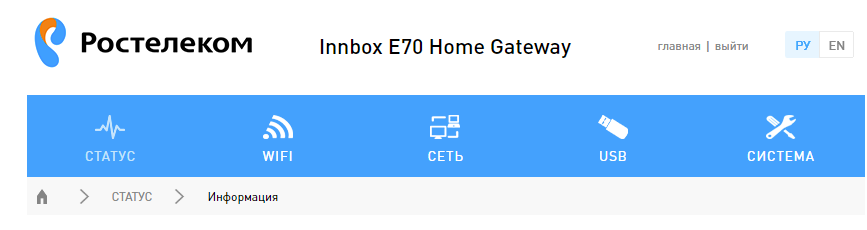 Ростелеком
Innbox E70 Home Gateway
главная | выйти
РУ EN
СТАТУС WIFI СЕТЬ USB СИСТЕМА
СТАТУС Информация